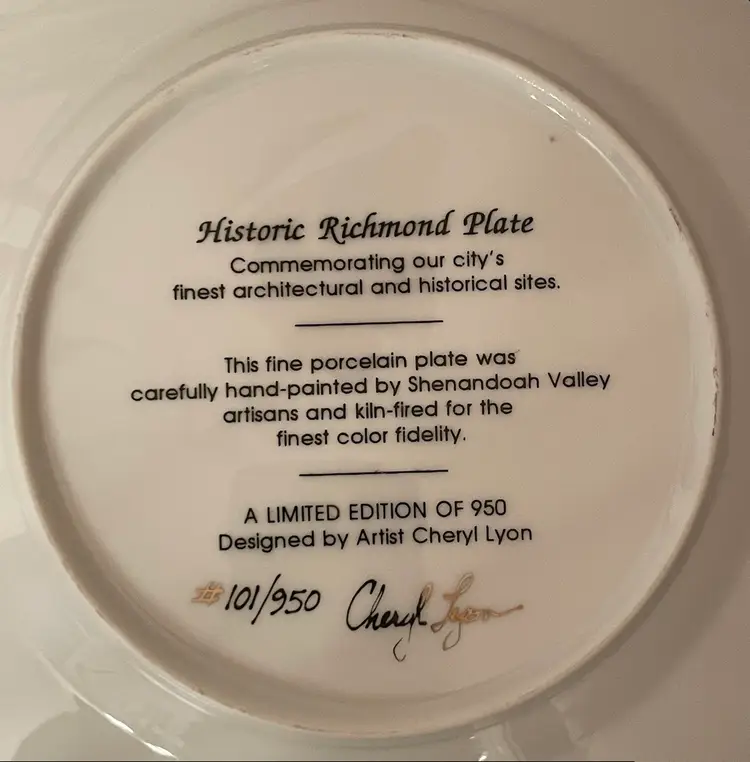 Historic Richmond Plate
Commemorating our city's
finest architectural and historical sites.
This fine porcelain plate was
carefully hand-painted by Shenandoah Valley
artisans and kiln-fired for the
finest color fidelity.
A LIMITED EDITION OF 950
Designed by Artist Cheryl Lyon
#101/950 Cheryl Lyon